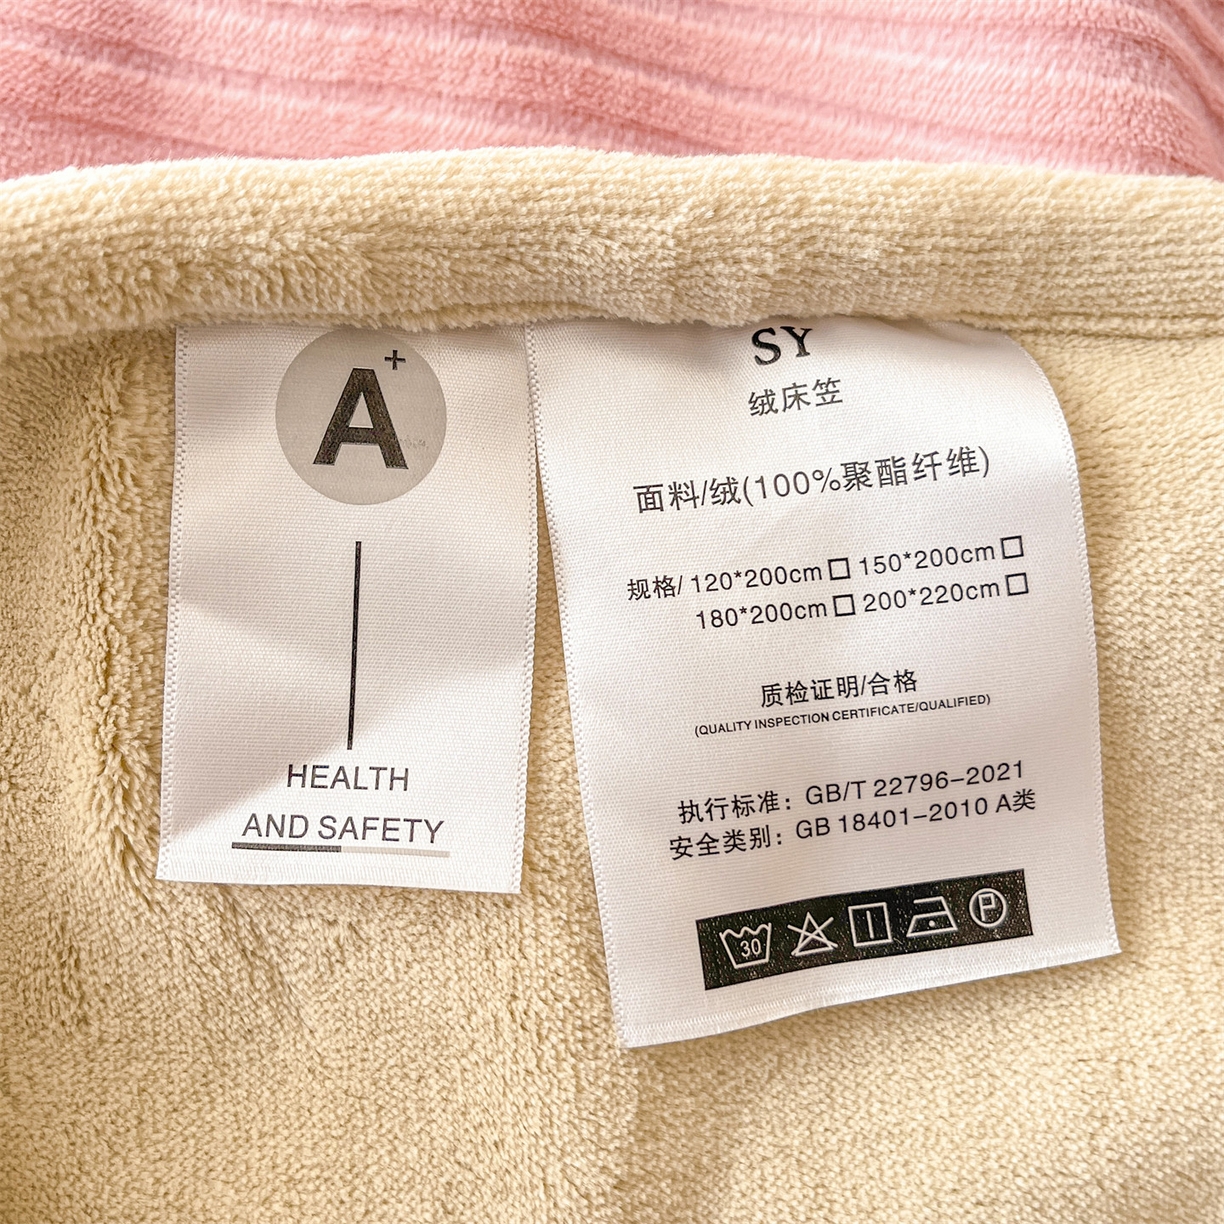 A+
HEALTH
AND SAFETY
SY
绒床笠
面料/绒(100%聚酯纤维)
规格/ 120*200cm□ 150*200cm□
180*200cm□ 200*220cm□
质检证明/合格
(QUALITY INSPECTION CERTIFICATE/QUALIFIED)
执行标准：GB/T 22796-2021
安全类别：GB 18401-2010 A类
30 P